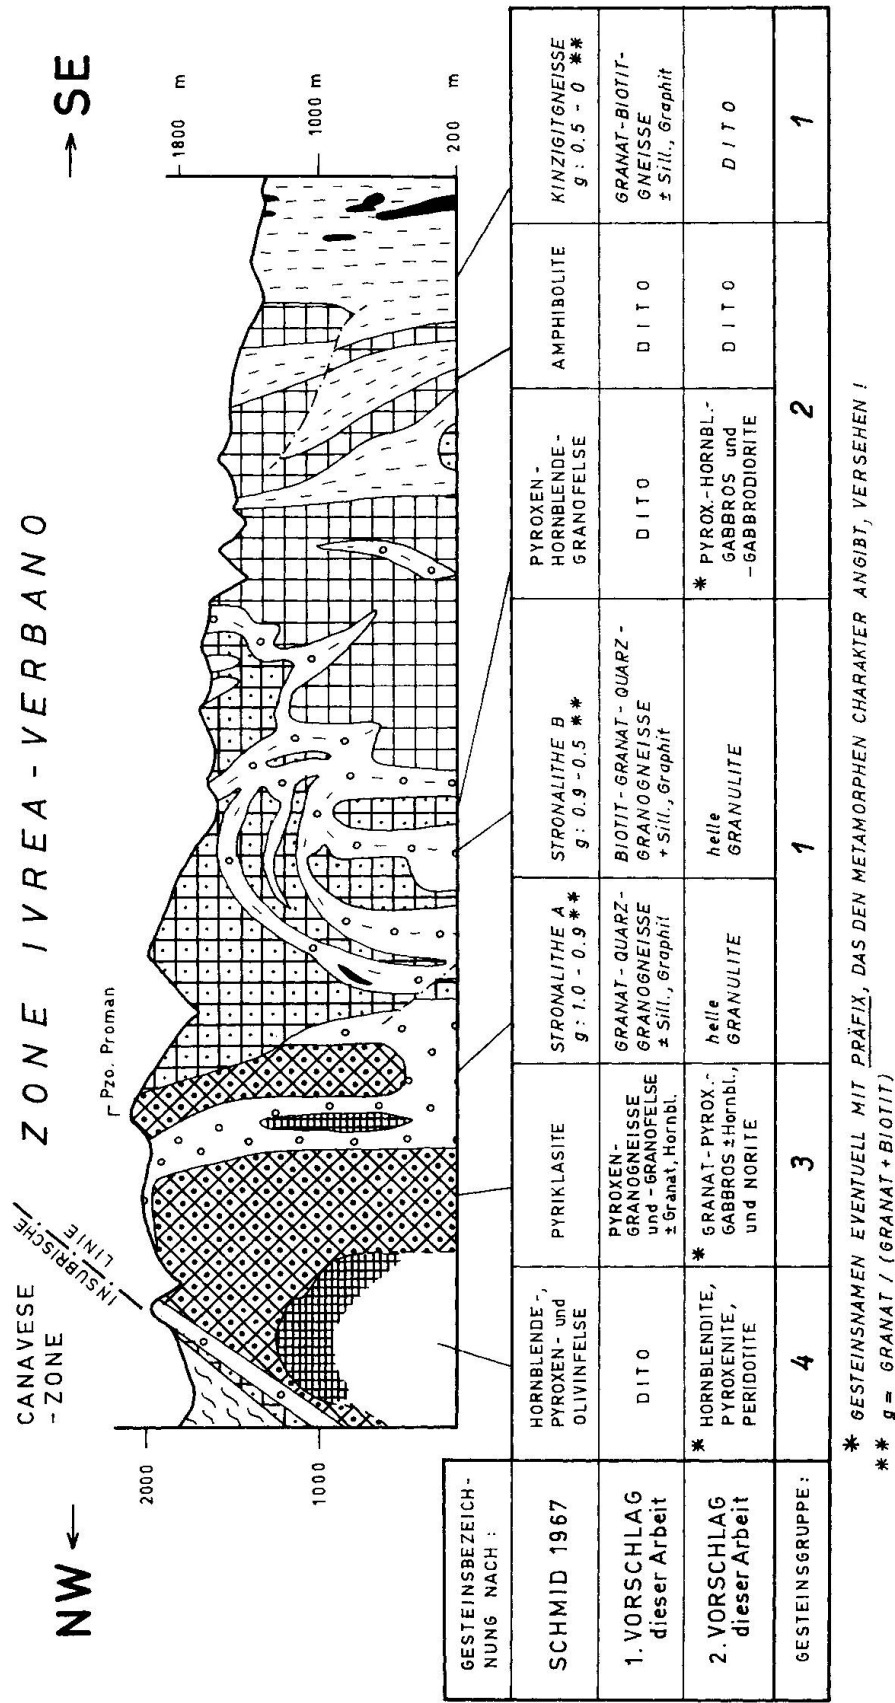 NW ←
→ SE
ZONE IVREA-VERBANO
CANAVESE
-ZONE
INSUBRISCHE
LINIE
Pzo. Proman
2000
1000
1800 m
1000 m
200 m
GESTEINSBEZEICH-
NUNG NACH:
SCHMID 1967
HORNBLENDE-,
PYROXEN- und
OLIVINFELSE
PYRIKLASITE
STRONALITHE A
g: 1.0 - 0.9 **
STRONALITHE B
g: 0.9 - 0.5 **
PYROXEN-
HORNBLENDE-
GRANOFELSE
AMPHIBOLITE
KINZIGITGNEISSE
g: 0.5 - 0 **
1. VORSCHLAG
dieser Arbeit
DITO
PYROXEN-
GRANOGNEISSE
und -GRANOFELSE
± Granat, Hornbl.
GRANAT-QUARZ-
GRANOGNEISSE
± Sill., Graphit
BIOTIT-GRANAT-QUARZ-
GRANOGNEISSE
+ Sill., Graphit
DITO
DITO
GRANAT-BIOTIT-
GNEISSE
± Sill., Graphit
2. VORSCHLAG
dieser Arbeit
* HORNBLENDITE,
PYROXENITE,
PERIDOTITE
* GRANAT-PYROX.-
GABBROS ± Hornbl.,
und NORITE
helle
GRANULITE
helle
GRANULITE
* PYROX.-HORNBL.-
GABBROS und
-GABBRODIORITE
DITO
DITO
GESTEINSGRUPPE:
4
3
1
2
1
* GESTEINSNAMEN EVENTUELL MIT PRÄFIX, DAS DEN METAMORPHEN CHARAKTER ANGIBT, VERSEHEN!
** g = GRANAT / (GRANAT + BIOTIT)